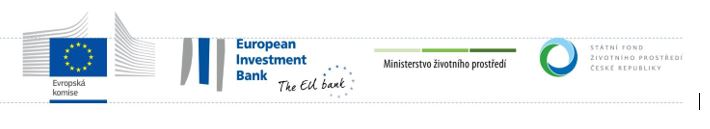 Evropská
komise
European
Investment
Bank
The EU bank
Ministerstvo životního prostředí
STÁTNÍ FOND
ŽIVOTNÍHO PROSTŘEDÍ
ČESKÉ REPUBLIKY